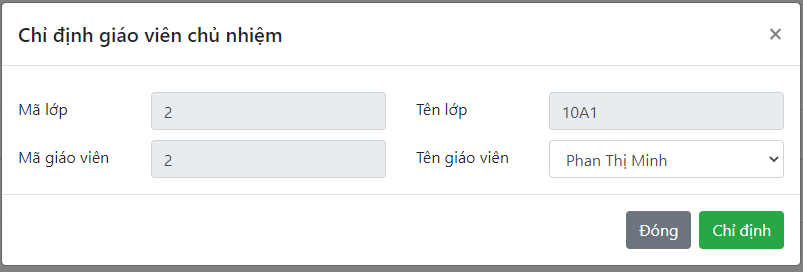 Chỉ định giáo viên chủ nhiệm ×
Mã lớp 2 Tên lớp 10A1
Mã giáo viên 2 Tên giáo viên Phan Thị Minh
Đóng Chỉ định